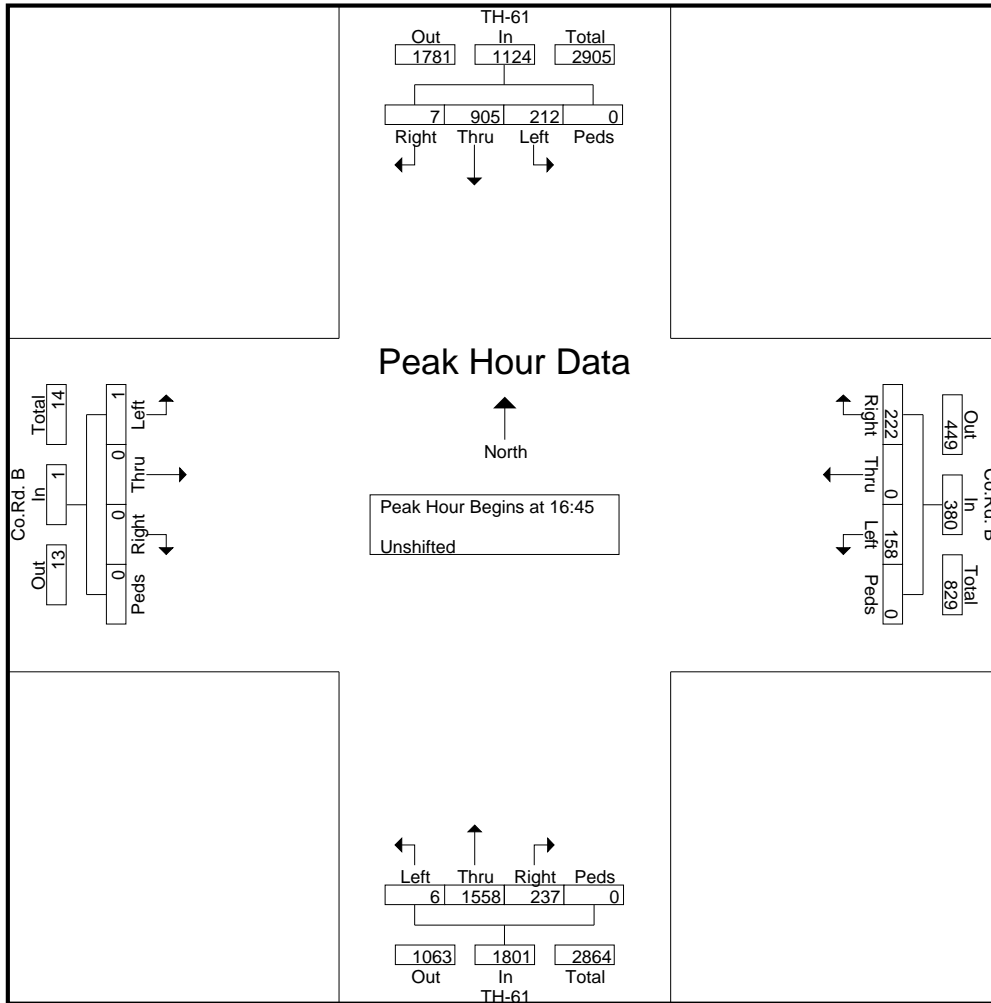 TH-61
Out In Total
1781 1124 2905
7 905 212 0
Right Thru Left Peds
Peak Hour Data
North
Peak Hour Begins at 16:45
Unshifted
Co.Rd. B
Total In Out
14 1 13
1 0 0 0
Left Thru Right Peds
Right Thru Left Peds
222 0 158 0
Out In Total
449 380 829
Co.Rd. B
Left Thru Right Peds
6 1558 237 0
1063 1801 2864
Out In Total
TH-61